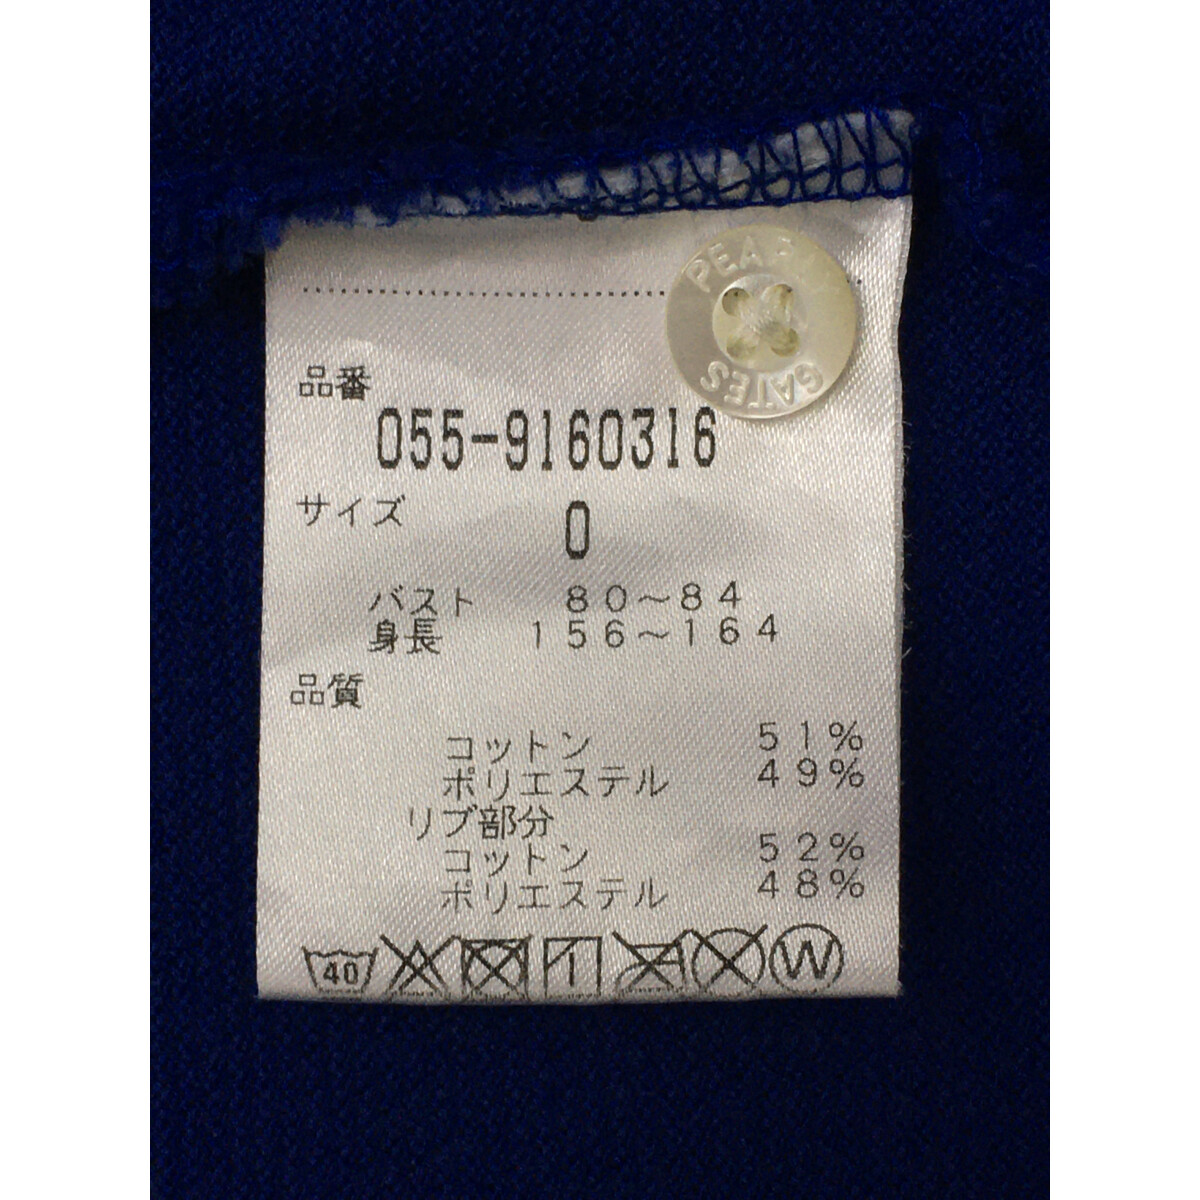 GATES
品番
055-9160316
サイズ
0
バスト 80～84
身長 156～164
品質
コットン 51%
ポリエステル 49%
リブ部分
コットン 52%
ポリエステル 48%
40
W